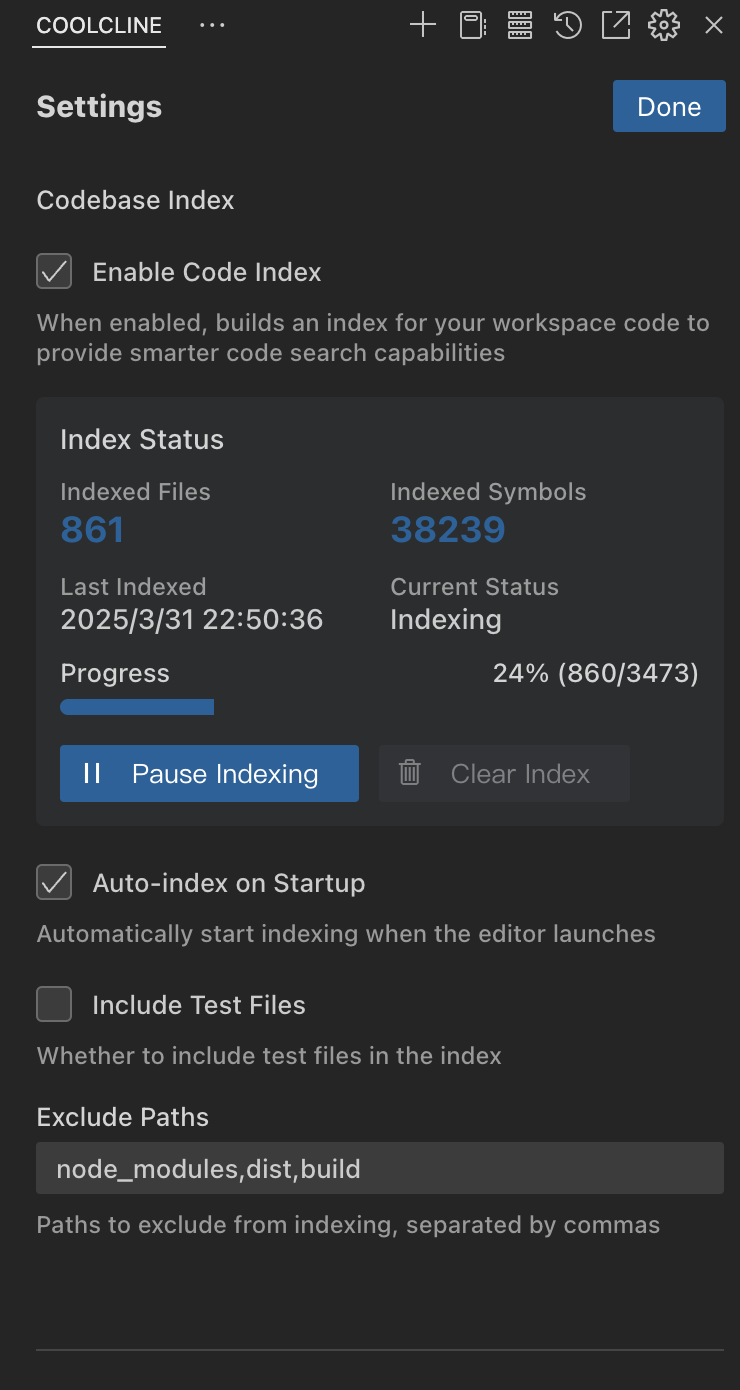 COOLCLINE ···
Settings
Done
Codebase Index
Enable Code Index
When enabled, builds an index for your workspace code to
provide smarter code search capabilities
Index Status
Indexed Files
861
Indexed Symbols
38239
Last Indexed
2025/3/31 22:50:36
Current Status
Indexing
Progress
24% (860/3473)
Pause Indexing
Clear Index
Auto-index on Startup
Automatically start indexing when the editor launches
Include Test Files
Whether to include test files in the index
Exclude Paths
node_modules,dist,build
Paths to exclude from indexing, separated by commas